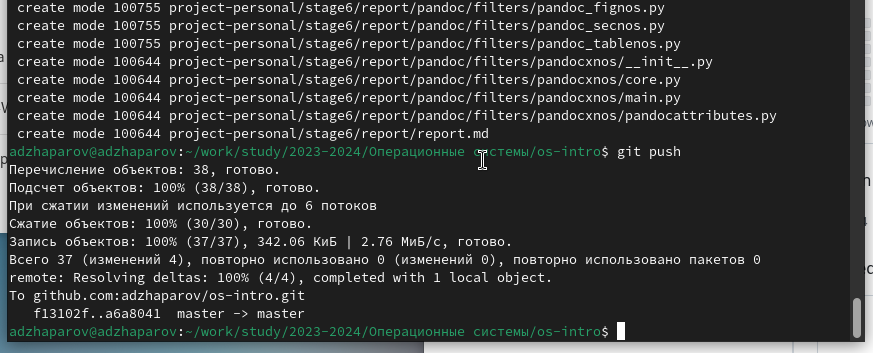 create mode 100755 project-personal/stage6/report/pandoc/filters/pandoc_fignos.py
create mode 100755 project-personal/stage6/report/pandoc/filters/pandoc_secnos.py
create mode 100755 project-personal/stage6/report/pandoc/filters/pandoc_tablenos.py
create mode 100644 project-personal/stage6/report/pandoc/filters/pandocxnos/__init__.py
create mode 100644 project-personal/stage6/report/pandoc/filters/pandocxnos/core.py
create mode 100644 project-personal/stage6/report/pandoc/filters/pandocxnos/main.py
create mode 100644 project-personal/stage6/report/pandoc/filters/pandocxnos/pandocattributes.py
create mode 100644 project-personal/stage6/report/report.md
adzhaparov@adzhaparov:~/work/study/2023-2024/Операционные системы/os-intro$ git push
Перечисление объектов: 38, готово.
Подсчет объектов: 100% (38/38), готово.
При сжатии изменений используется до 6 потоков
Сжатие объектов: 100% (30/30), готово.
Запись объектов: 100% (37/37), 342.06 КиБ | 2.76 МиБ/с, готово.
Всего 37 (изменений 4), повторно использовано 0 (изменений 0), повторно использовано пакетов 0
remote: Resolving deltas: 100% (4/4), completed with 1 local object.
To github.com:adzhaparov/os-intro.git
f13102f..a6a8041  master -> master
adzhaparov@adzhaparov:~/work/study/2023-2024/Операционные системы/os-intro$